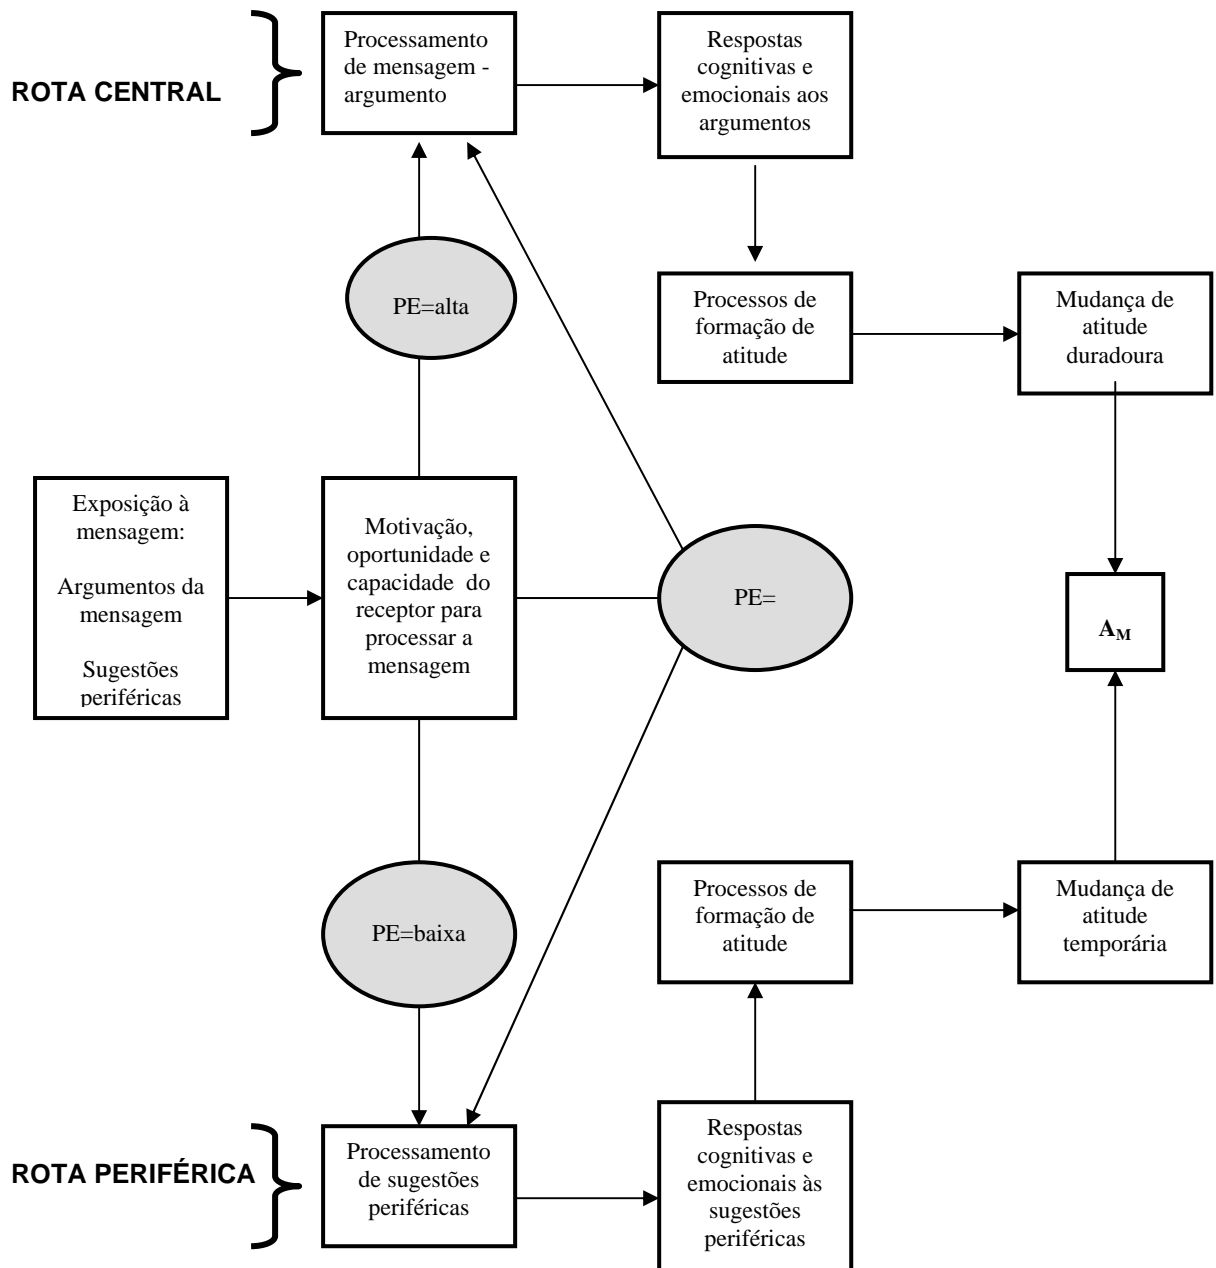 ROTA CENTRAL
Processamento
de mensagem -
argumento
Respostas
cognitivas e
emocionais aos
argumentos
PE=alta
Processos de
formação de
atitude
Mudança de
atitude
duradoura
Exposição à
mensagem:
Argumentos da
mensagem
Sugestões
periféricas
Motivação,
oportunidade e
capacidade do
receptor para
processar a
mensagem
PE=
AM
PE=baixa
Processos de
formação de
atitude
Mudança de
atitude
temporária
ROTA PERIFÉRICA
Processamento
de sugestões
periféricas
Respostas
cognitivas e
emocionais às
sugestões
periféricas